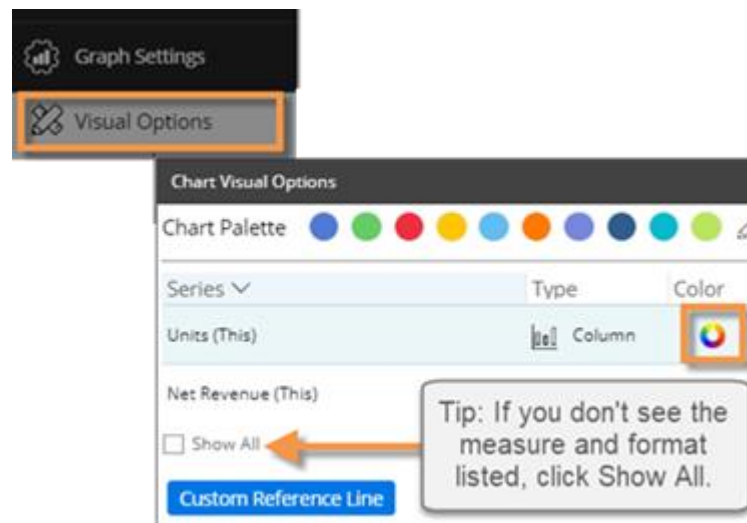 Graph Settings
Visual Options
Chart Visual Options
Chart Palette
Series Type Color
Units (This) Column
Net Revenue (This)
Show All
Tip: If you don't see the
measure and format
listed, click Show All.
Custom Reference Line